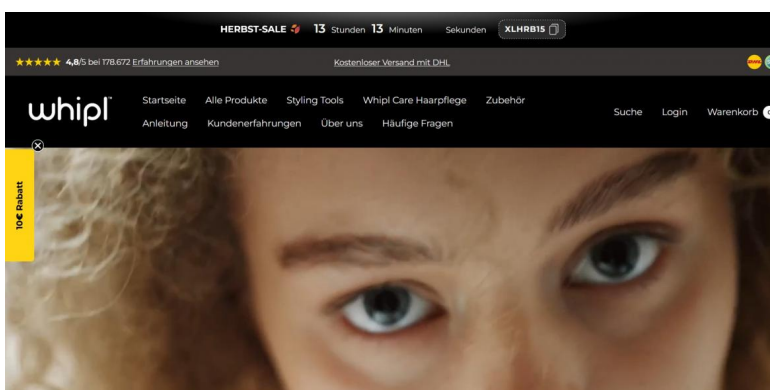 HERBST-SALE 13 Stunden 13 Minuten Sekunden XLHRB15
★★★★★ 4,8/5 bei 178.672 Erfahrungen ansehen Kostenloser Versand mit DHL
whipl
Startseite Alle Produkte Styling Tools Whipl Care Haarpflege Zubehör
Anleitung Kundenerfahrungen Über uns Häufige Fragen
Suche Login Warenkorb
10€ Rabatt